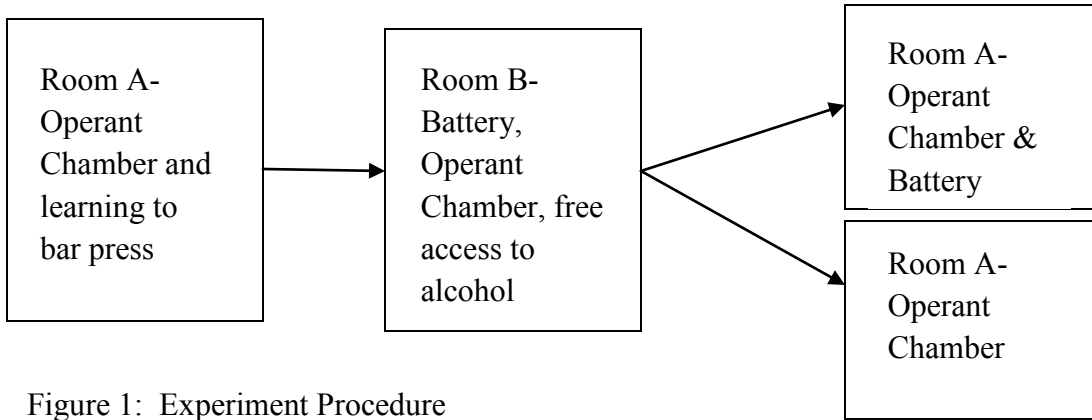 Room A-
Operant
Chamber and
learning to
bar press
Room B-
Battery,
Operant
Chamber, free
access to
alcohol
Room A-
Operant
Chamber &
Battery
Room A-
Operant
Chamber
Figure 1:  Experiment Procedure